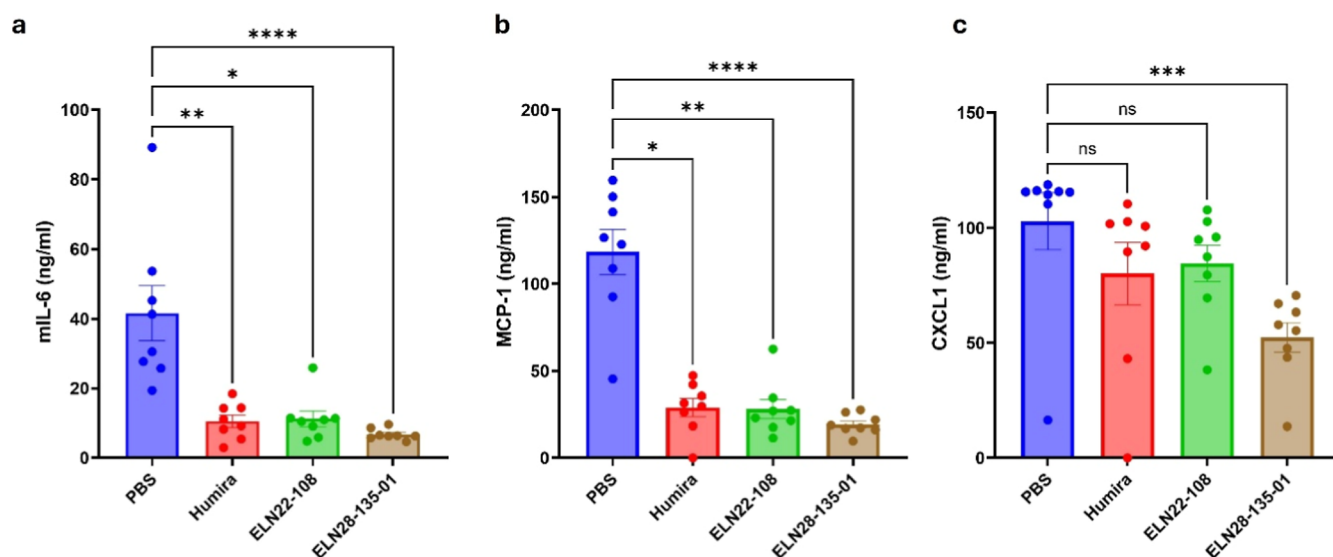 a
****
*
**
100
80
60
40
20
0
mIL-6 (ng/ml)
PBS
Humira
ELN22-108
ELN28-135-01
b
****
**
*
200
150
100
50
0
MCP-1 (ng/ml)
PBS
Humira
ELN22-108
ELN28-135-01
c
***
ns
ns
150
100
50
0
CXCL1 (ng/ml)
PBS
Humira
ELN22-108
ELN28-135-01